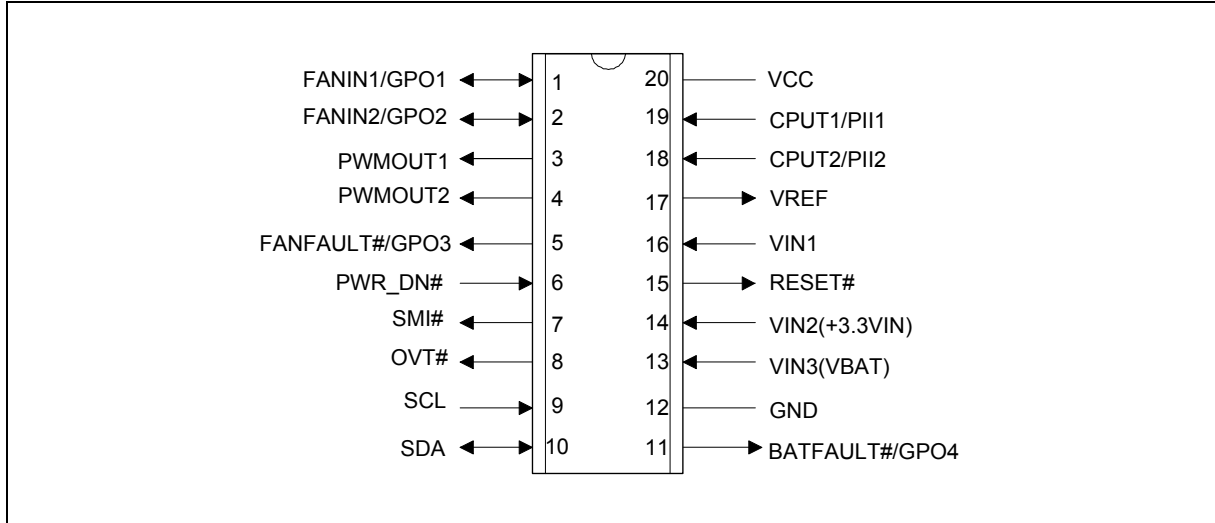 FANIN1/GPO1 1 20 VCC
FANIN2/GPO2 2 19 CPUT1/PII1
PWMOUT1 3 18 CPUT2/PII2
PWMOUT2 4 17 VREF
FANFAULT#/GPO3 5 16 VIN1
PWR_DN# 6 15 RESET#
SMI# 7 14 VIN2(+3.3VIN)
OVT# 8 13 VIN3(VBAT)
SCL 9 12 GND
SDA 10 11 BATFAULT#/GPO4